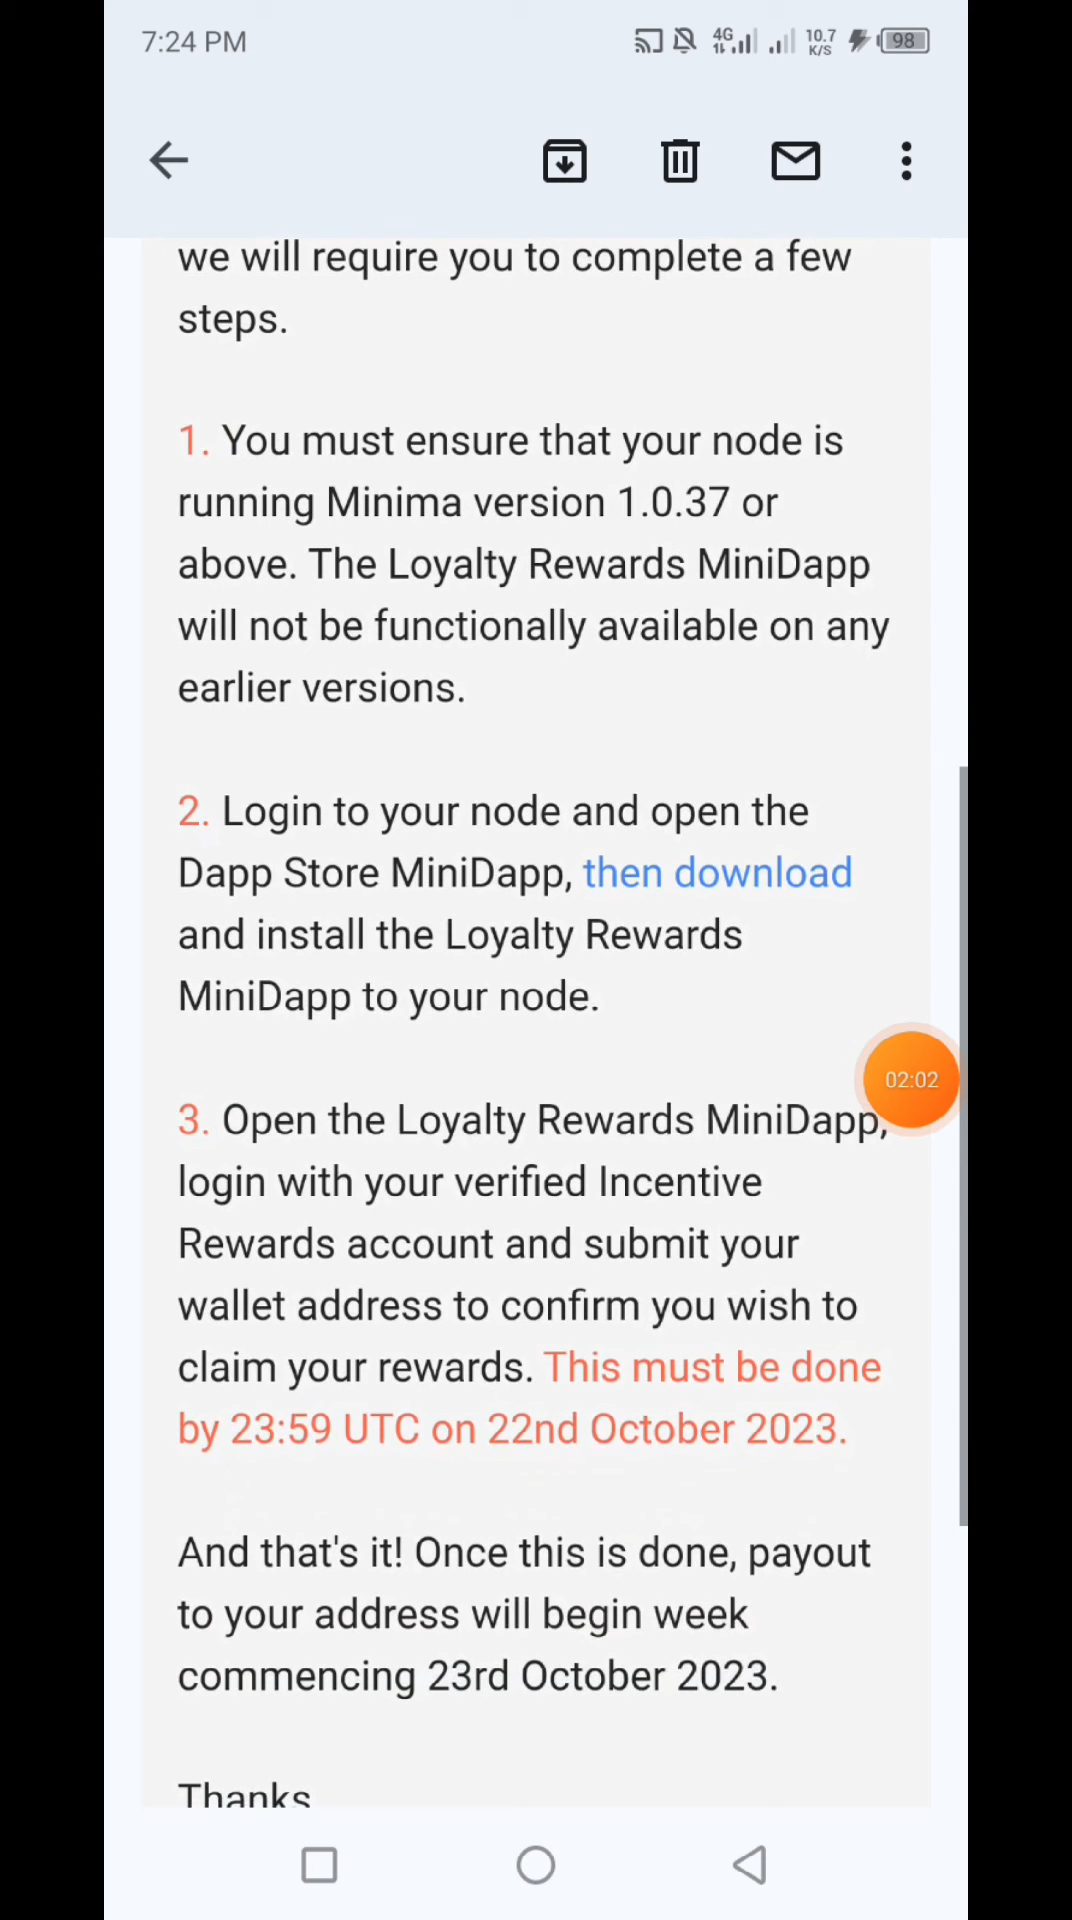 7:24 PM
4G
10.7
K/S
98
we will require you to complete a few
steps.
1. You must ensure that your node is
running Minima version 1.0.37 or
above. The Loyalty Rewards MiniDapp
will not be functionally available on any
earlier versions.
2. Login to your node and open the
Dapp Store MiniDapp, then download
and install the Loyalty Rewards
MiniDapp to your node.
02:02
3. Open the Loyalty Rewards MiniDapp,
login with your verified Incentive
Rewards account and submit your
wallet address to confirm you wish to
claim your rewards. This must be done
by 23:59 UTC on 22nd October 2023.
And that's it! Once this is done, payout
to your address will begin week
commencing 23rd October 2023.
Thanks